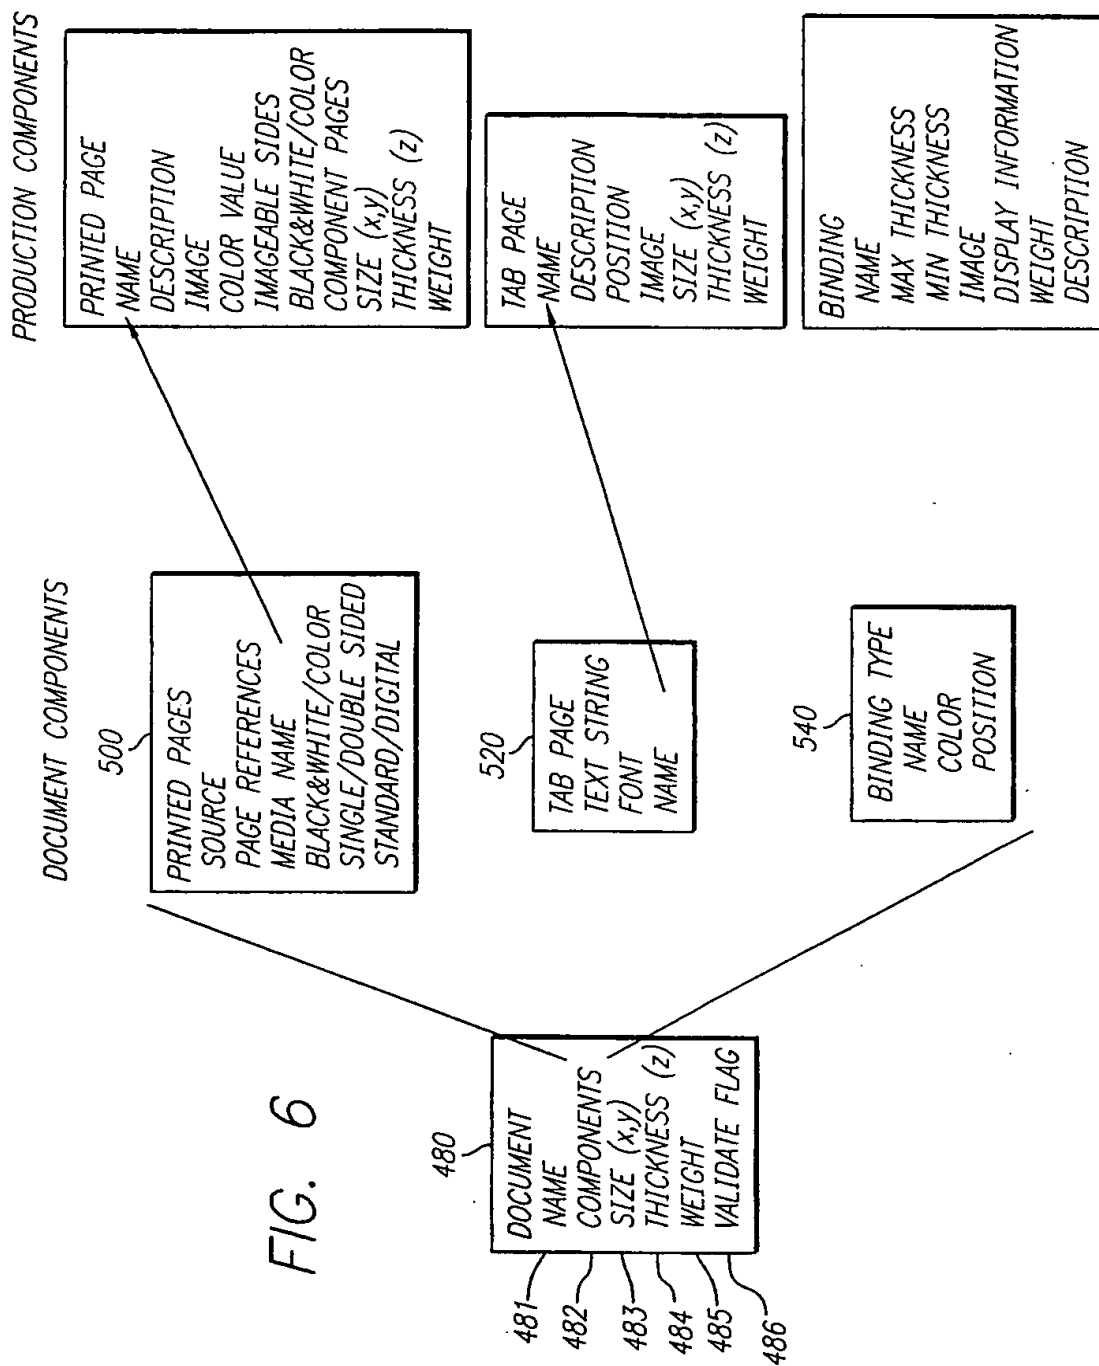 FIG. 6
480
DOCUMENT
NAME
COMPONENTS
SIZE (x,y)
THICKNESS (z)
WEIGHT
VALIDATE FLAG
481
482
483
484
485
486
DOCUMENT COMPONENTS
500
PRINTED PAGES
SOURCE
PAGE REFERENCES
MEDIA NAME
BLACK&WHITE/COLOR
SINGLE/DOUBLE SIDED
STANDARD/DIGITAL
520
TAB PAGE
TEXT STRING
FONT
NAME
540
BINDING TYPE
NAME
COLOR
POSITION
PRODUCTION COMPONENTS
PRINTED PAGE
NAME
DESCRIPTION
IMAGE
COLOR VALUE
IMAGEABLE SIDES
BLACK&WHITE/COLOR
COMPONENT PAGES
SIZE (x,y)
THICKNESS (z)
WEIGHT
TAB PAGE
NAME
DESCRIPTION
POSITION
IMAGE
SIZE (x,y)
THICKNESS (z)
WEIGHT
BINDING
NAME
MAX THICKNESS
MIN THICKNESS
IMAGE
DISPLAY INFORMATION
WEIGHT
DESCRIPTION